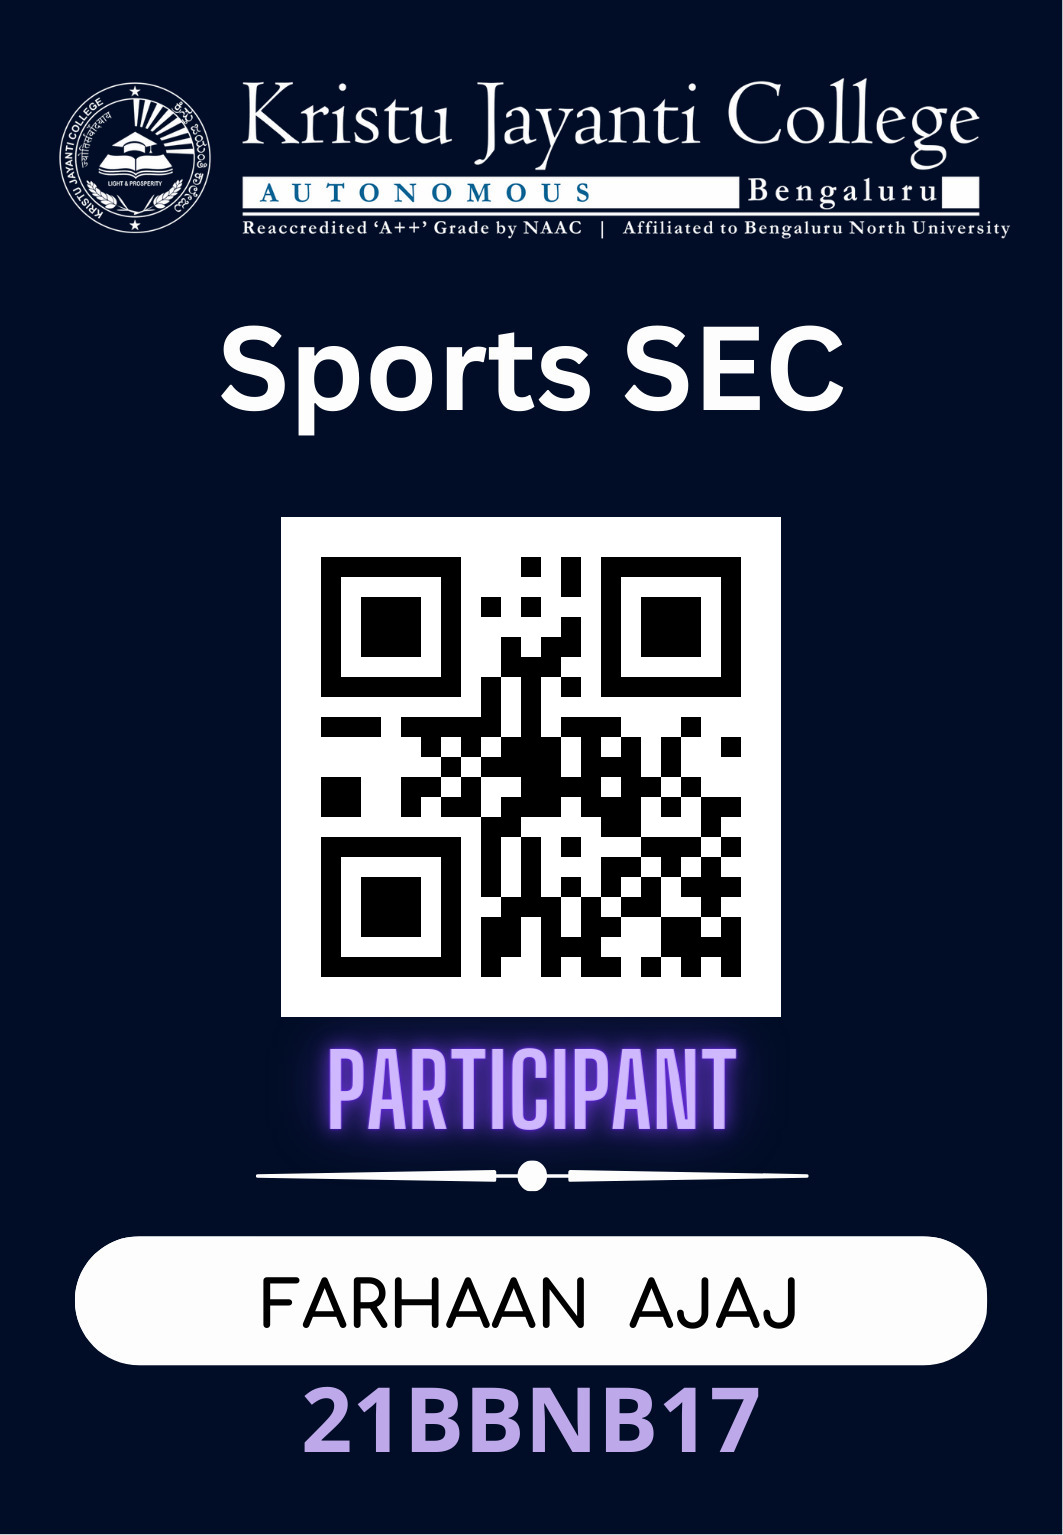 KRISTU JAYANTI COLLEGE
ಕ್ರಿಸ್ತು ಜಯಂತಿ ಕಾಲೇಜು
LIGHT & PROSPERITY
Kristu Jayanti College
AUTONOMOUS Bengaluru
Reaccredited ‘A++’ Grade by NAAC | Affiliated to Bengaluru North University
Sports SEC
PARTICIPANT
FARHAAN AJAJ
21BBNB17